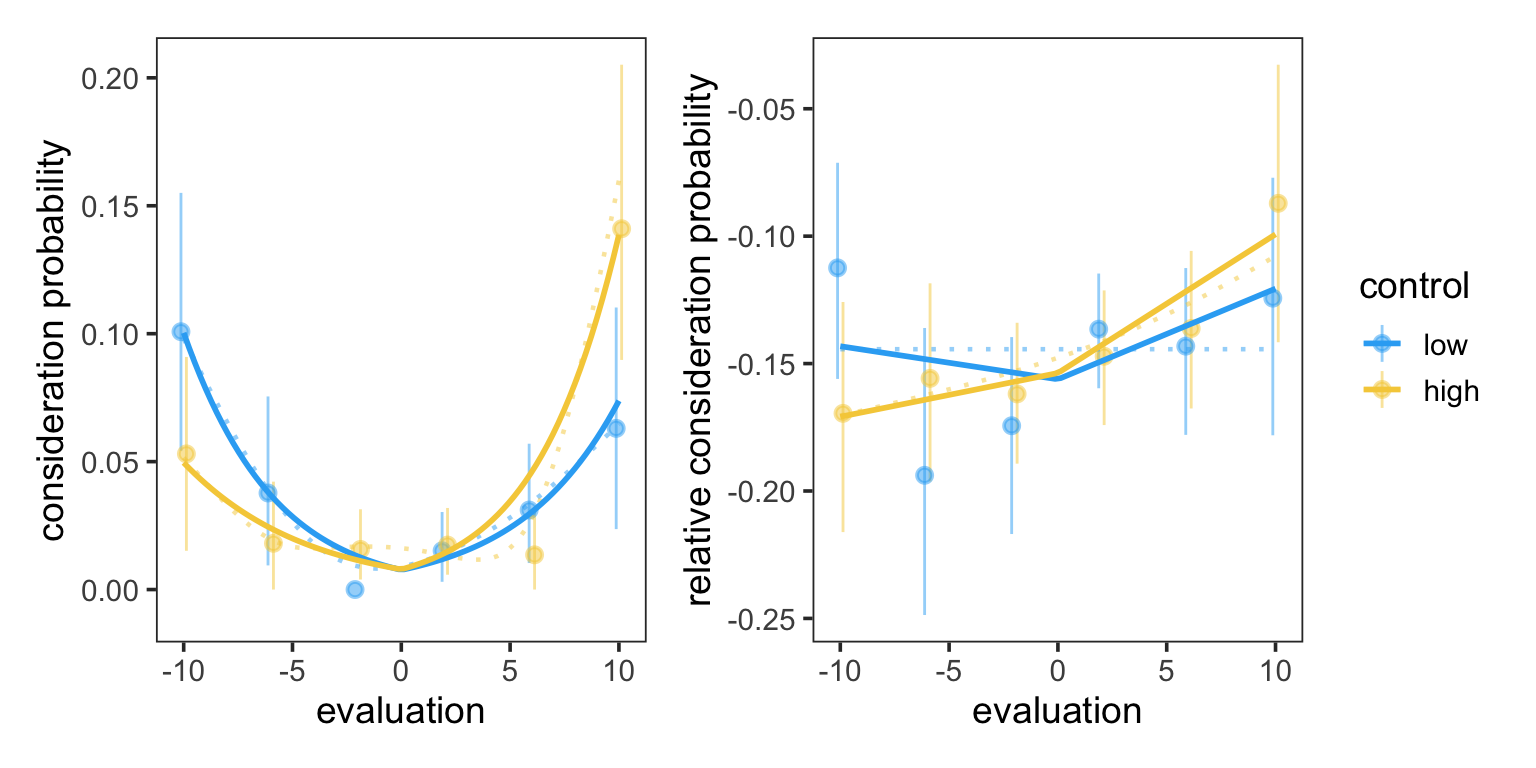 consideration probability
0.20
0.15
0.10
0.05
0.00
-10 -5 0 5 10
evaluation
relative consideration probability
-0.05
-0.10
-0.15
-0.20
-0.25
-10 -5 0 5 10
evaluation
control
low
high